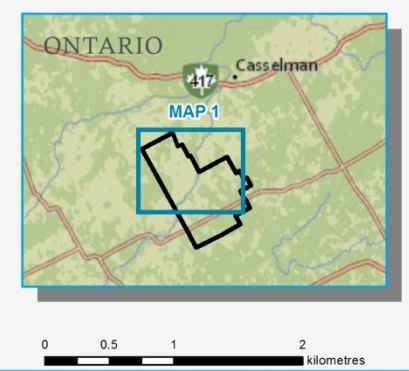 ONTARIO
Casselman
417
MAP 1
0 0.5 1 2
kilometres